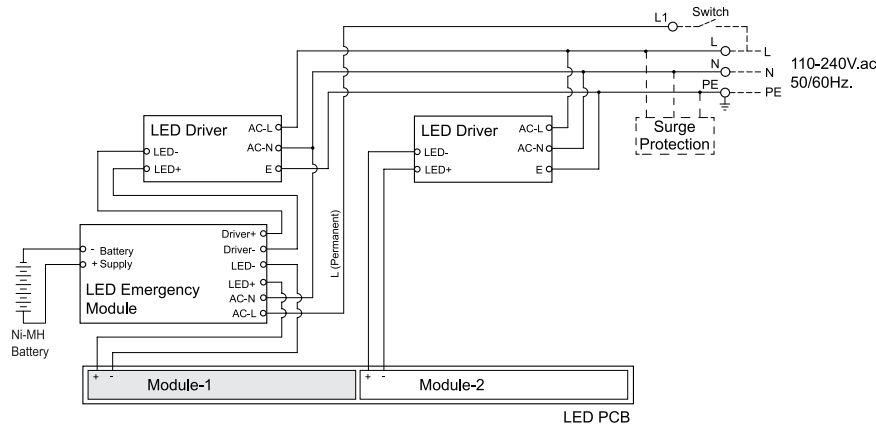 Switch
L1
L
L
N
N
PE
PE
110-240V.ac
50/60Hz.
Surge
Protection
LED Driver
AC-L
AC-N
E
LED-
LED+
LED Driver
AC-L
AC-N
E
LED-
LED+
L (Permanent)
Driver+
Driver-
LED-
LED+
AC-N
AC-L
- Battery
+ Supply
LED Emergency
Module
Ni-MH
Battery
+ -
Module-1
+ -
Module-2
LED PCB